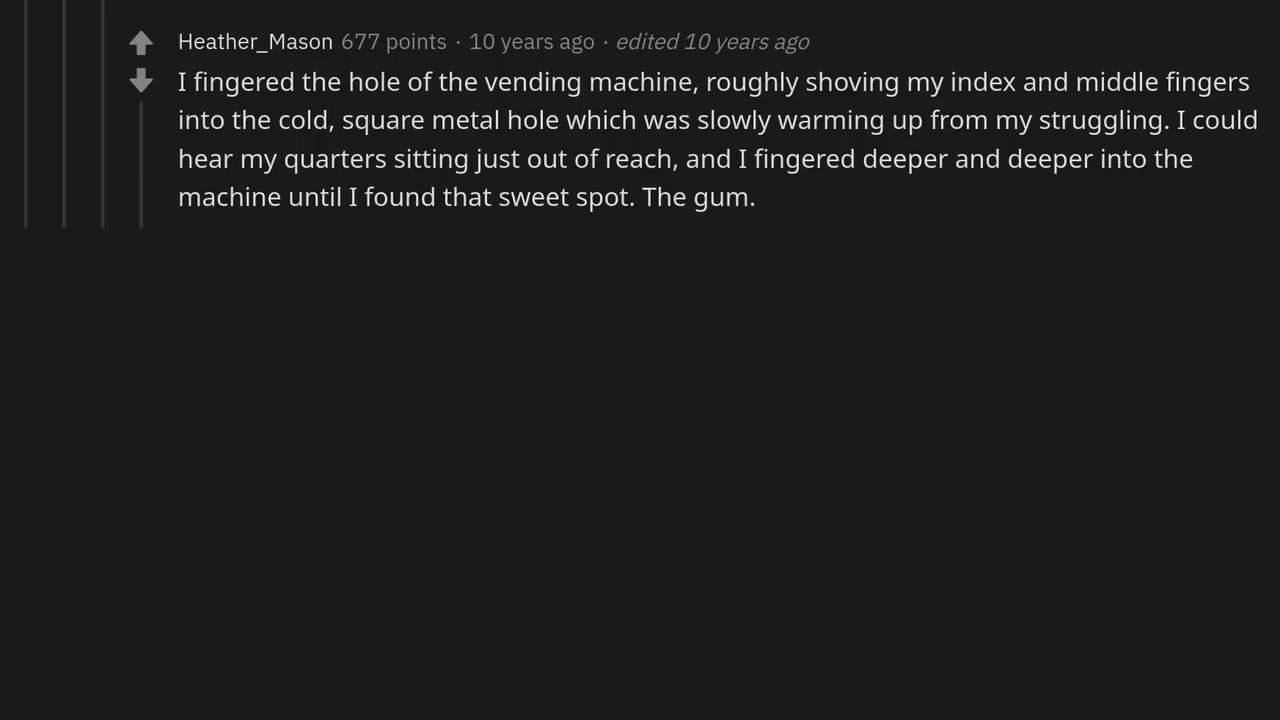 Heather_Mason 677 points · 10 years ago · edited 10 years ago
I fingered the hole of the vending machine, roughly shoving my index and middle fingers
into the cold, square metal hole which was slowly warming up from my struggling. I could
hear my quarters sitting just out of reach, and I fingered deeper and deeper into the
machine until I found that sweet spot. The gum.